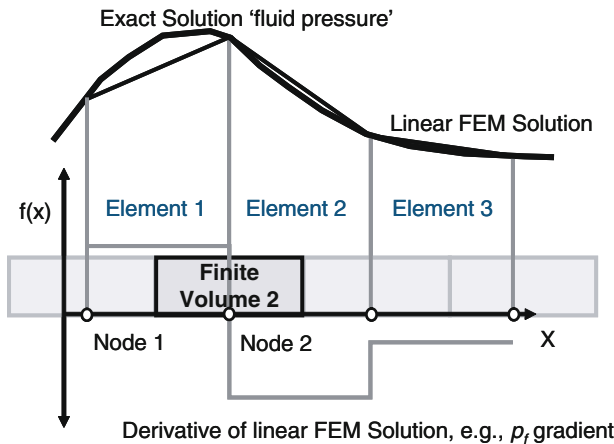 Exact Solution ‘fluid pressure’
Linear FEM Solution
f(x)
Element 1
Element 2
Element 3
Finite
Volume 2
Node 1
Node 2
X
Derivative of linear FEM Solution, e.g., pf gradient